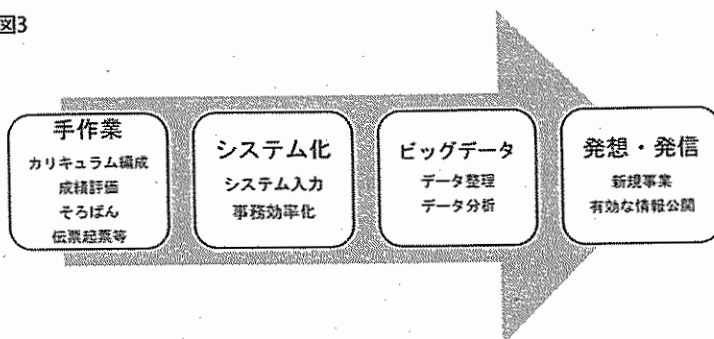 図3
手作業
カリキュラム編成
成績評価
そろばん
伝票起票等
システム化
システム入力
事務効率化
ビッグデータ
データ整理
データ分析
発想・発信
新規事業
有効な情報公開